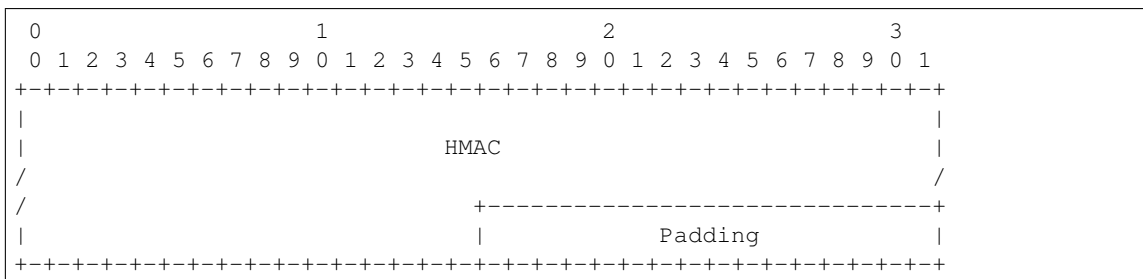 0                   1                   2                   3
 0 1 2 3 4 5 6 7 8 9 0 1 2 3 4 5 6 7 8 9 0 1 2 3 4 5 6 7 8 9 0 1
+-+-+-+-+-+-+-+-+-+-+-+-+-+-+-+-+-+-+-+-+-+-+-+-+-+-+-+-+-+-+-+-+
|                                                               |
|                             HMAC                              |
/                                                               /
/                               +-------------------------------+
|                               |            Padding            |
+-+-+-+-+-+-+-+-+-+-+-+-+-+-+-+-+-+-+-+-+-+-+-+-+-+-+-+-+-+-+-+-+